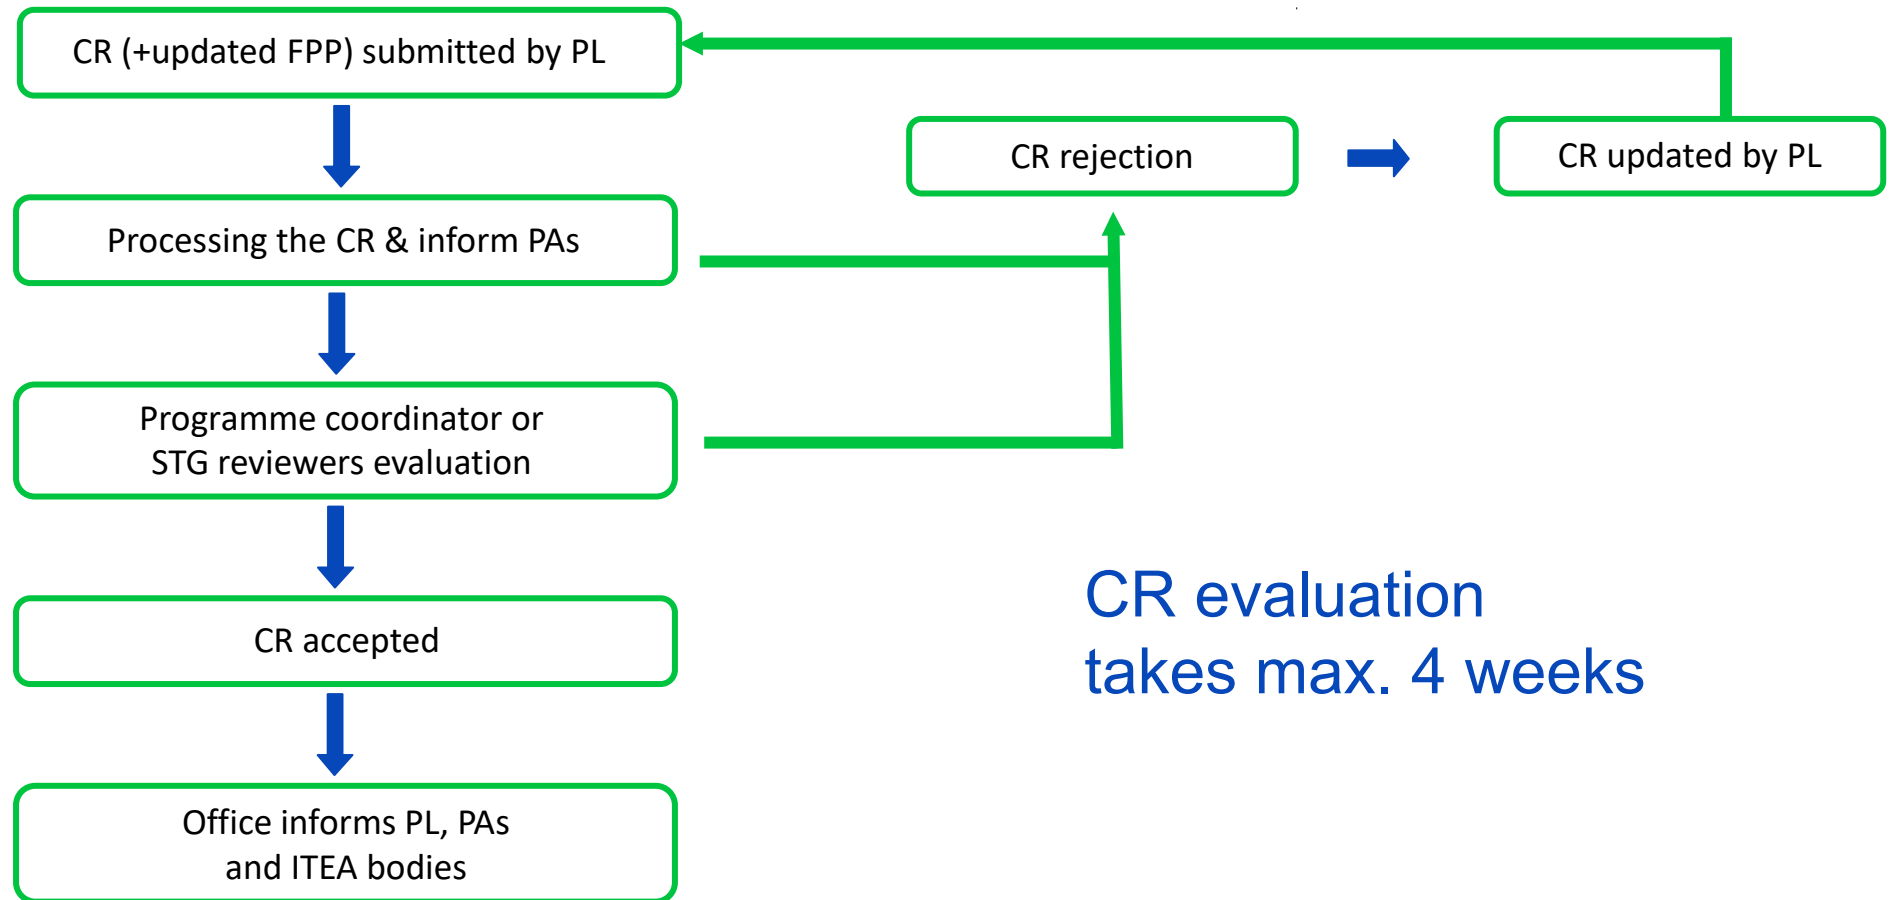 CR (+updated FPP) submitted by PL
CR rejection
CR updated by PL
Processing the CR & inform PAs
Programme coordinator or
STG reviewers evaluation
CR accepted
CR evaluation
takes max. 4 weeks
Office informs PL, PAs
and ITEA bodies